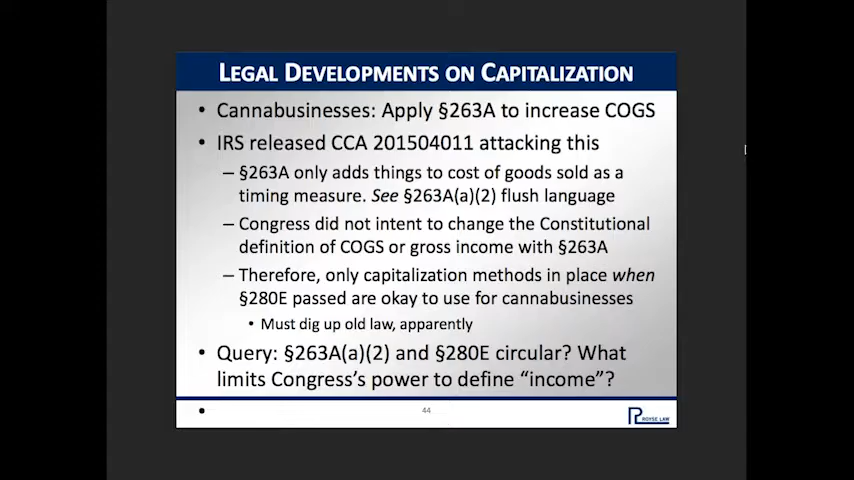 LEGAL DEVELOPMENTS ON CAPITALIZATION
• Cannabusinesses: Apply §263A to increase COGS
• IRS released CCA 201504011 attacking this
– §263A only adds things to cost of goods sold as a
timing measure. See §263A(a)(2) flush language
– Congress did not intend to change the Constitutional
definition of COGS or gross income with §263A
– Therefore, only capitalization methods in place when
§280E passed are okay to use for cannabusinesses
• Must dig up old law, apparently
• Query: §263A(a)(2) and §280E circular? What
limits Congress’s power to define “income”?
•
44
ROYSE LAW